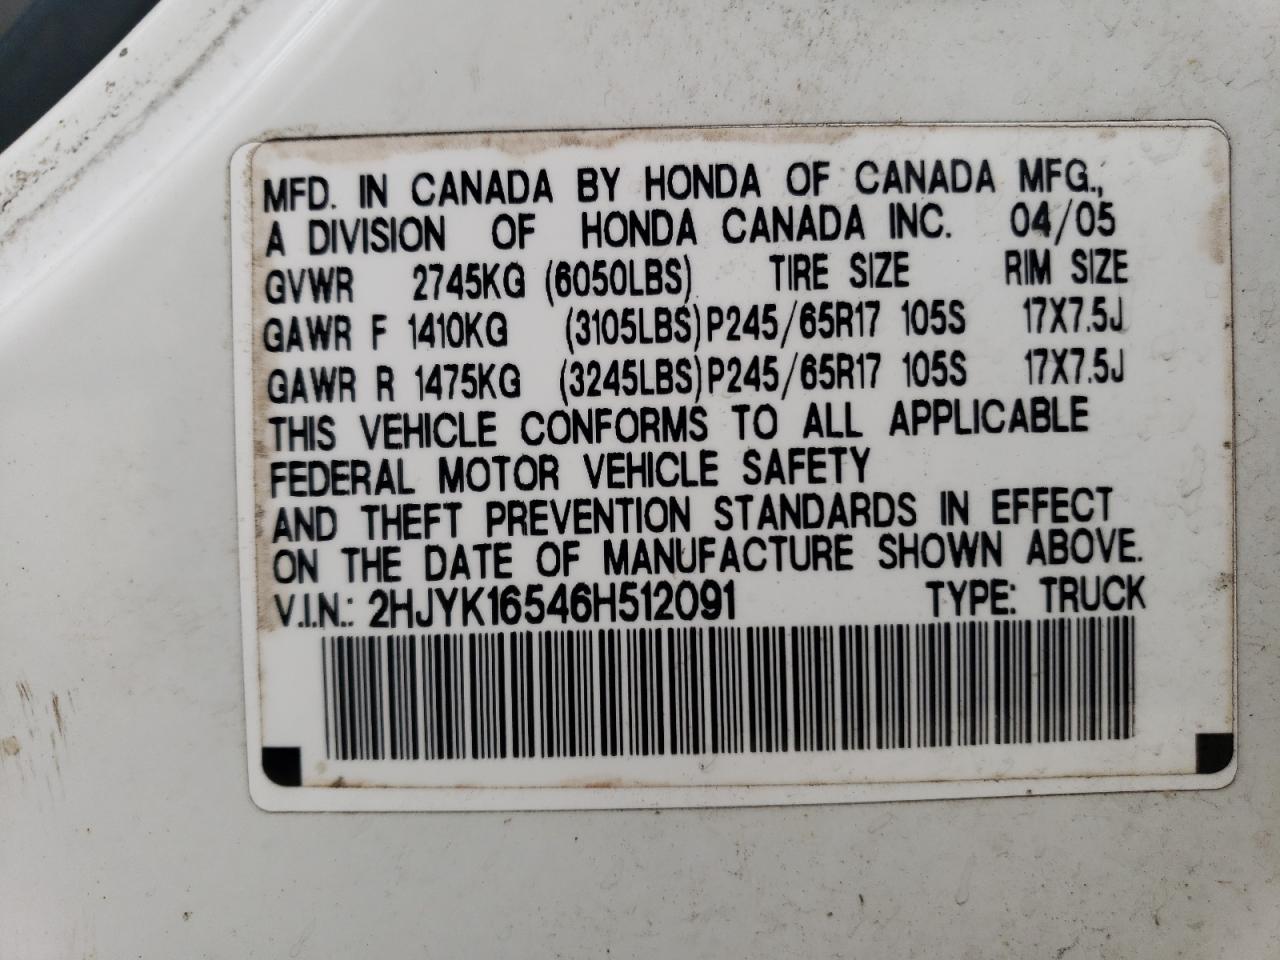 MFD. IN CANADA BY HONDA OF CANADA MFG.,
A DIVISION OF HONDA CANADA INC. 04/05
GVWR 2745KG (6050LBS) TIRE SIZE RIM SIZE
GAWR F 1410KG (3105LBS) P245/65R17 105S 17X7.5J
GAWR R 1475KG (3245LBS) P245/65R17 105S 17X7.5J
THIS VEHICLE CONFORMS TO ALL APPLICABLE
FEDERAL MOTOR VEHICLE SAFETY
AND THEFT PREVENTION STANDARDS IN EFFECT
ON THE DATE OF MANUFACTURE SHOWN ABOVE.
V.I.N.: 2HJYK16546H512091 TYPE: TRUCK